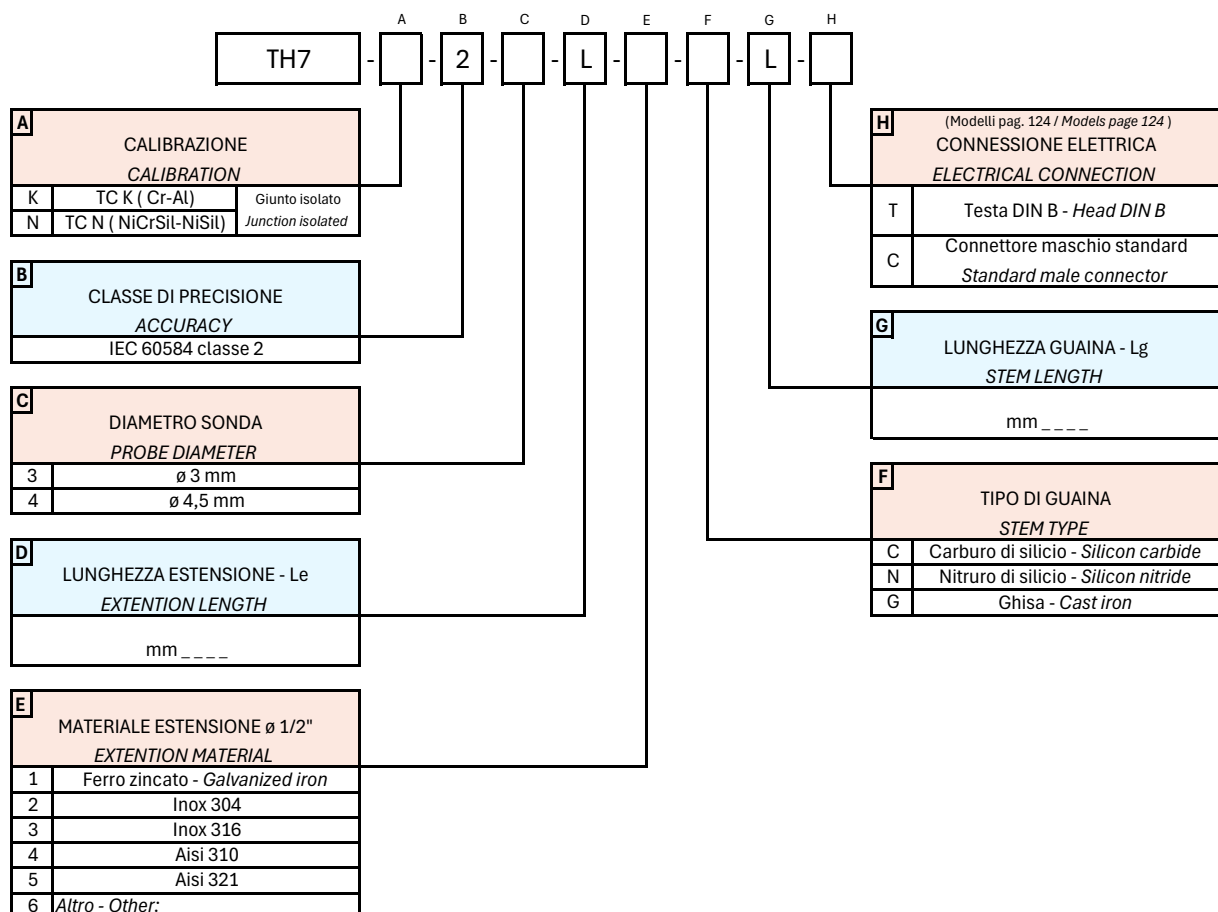 A B C D E F G H
TH7 - - 2 - - L - - - L -
A
CALIBRAZIONE
CALIBRATION
K TC K ( Cr-Al)
N TC N ( NiCrSil-NiSil)
Giunto isolato
Junction isolated
B
CLASSE DI PRECISIONE
ACCURACY
IEC 60584 classe 2
C
DIAMETRO SONDA
PROBE DIAMETER
3 ø 3 mm
4 ø 4,5 mm
D
LUNGHEZZA ESTENSIONE - Le
EXTENTION LENGTH
mm _ _ _ _
E
MATERIALE ESTENSIONE ø 1/2"
EXTENTION MATERIAL
1 Ferro zincato - Galvanized iron
2 Inox 304
3 Inox 316
4 Aisi 310
5 Aisi 321
6 Altro - Other:
H
(Modelli pag. 124 / Models page 124 )
CONNESSIONE ELETTRICA
ELECTRICAL CONNECTION
T Testa DIN B - Head DIN B
C Connettore maschio standard
Standard male connector
G
LUNGHEZZA GUAINA - Lg
STEM LENGTH
mm _ _ _ _
F
TIPO DI GUAINA
STEM TYPE
C Carburo di silicio - Silicon carbide
N Nitruro di silicio - Silicon nitride
G Ghisa - Cast iron